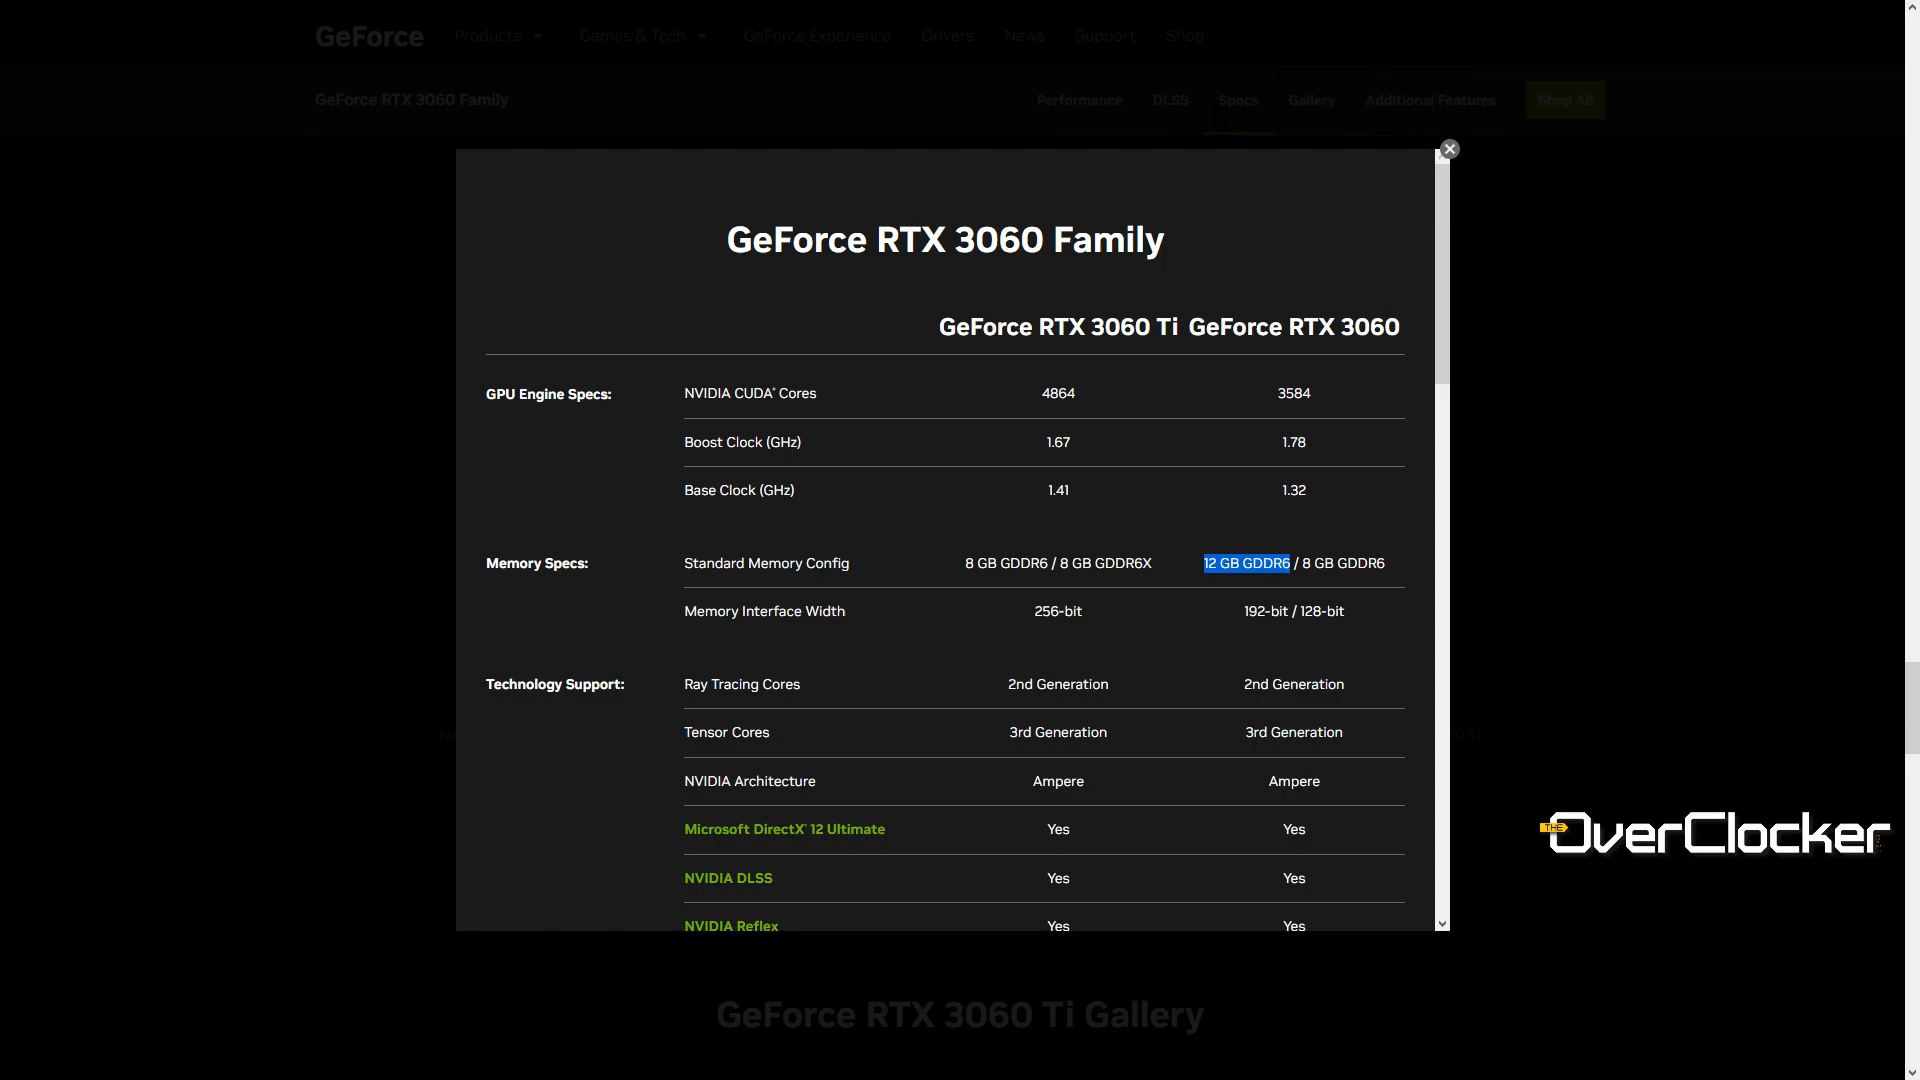 GeForce Products Games & Tech GeForce Experience Drivers News Support Shop
GeForce RTX 3060 Family Performance DLSS Specs Gallery Additional Features Shop All
GeForce RTX 3060 Family
GeForce RTX 3060 Ti GeForce RTX 3060
GPU Engine Specs: NVIDIA CUDA® Cores 4864 3584
Boost Clock (GHz) 1.67 1.78
Base Clock (GHz) 1.41 1.32
Memory Specs: Standard Memory Config 8 GB GDDR6 / 8 GB GDDR6X 12 GB GDDR6 / 8 GB GDDR6
Memory Interface Width 256-bit 192-bit / 128-bit
Technology Support: Ray Tracing Cores 2nd Generation 2nd Generation
Tensor Cores 3rd Generation 3rd Generation
NVIDIA Architecture Ampere Ampere
Microsoft DirectX® 12 Ultimate Yes Yes
THE OverClocker
NVIDIA DLSS Yes Yes
NVIDIA Reflex Yes Yes
GeForce RTX 3060 Ti Gallery